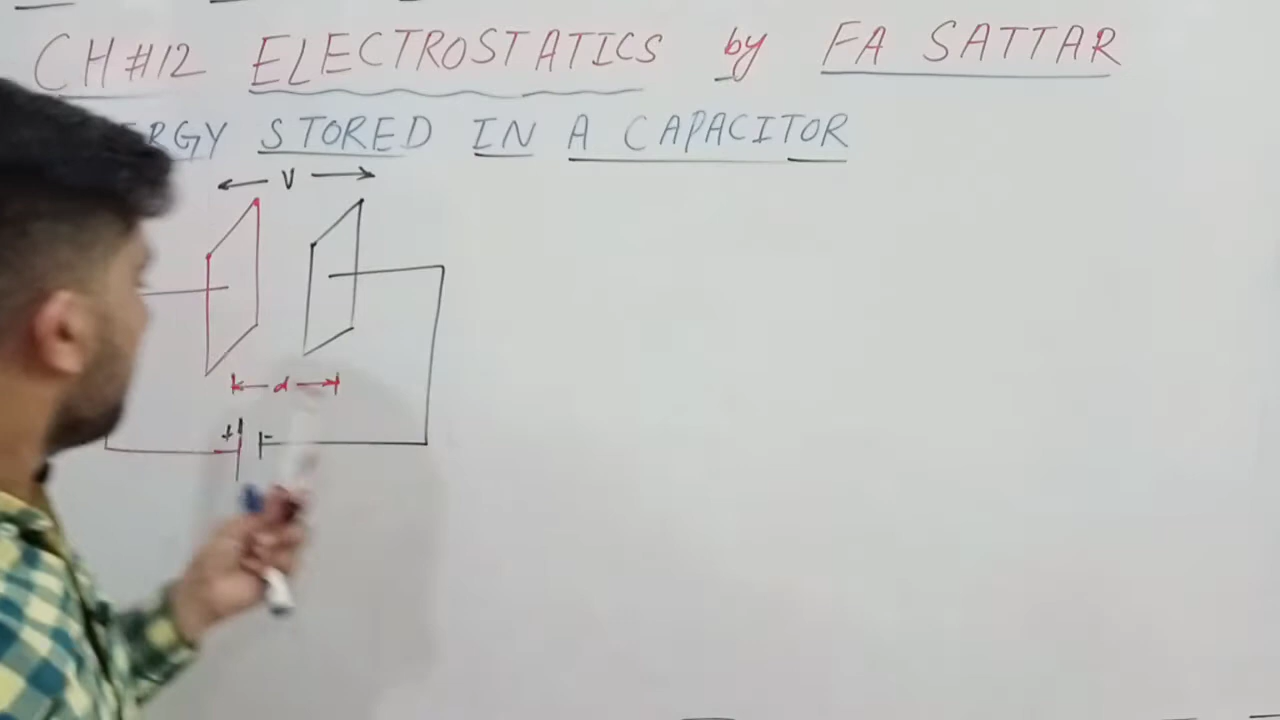 CH#12 ELECTROSTATICS by FA SATTAR
RGY STORED IN A CAPACITOR
V
d
+ -